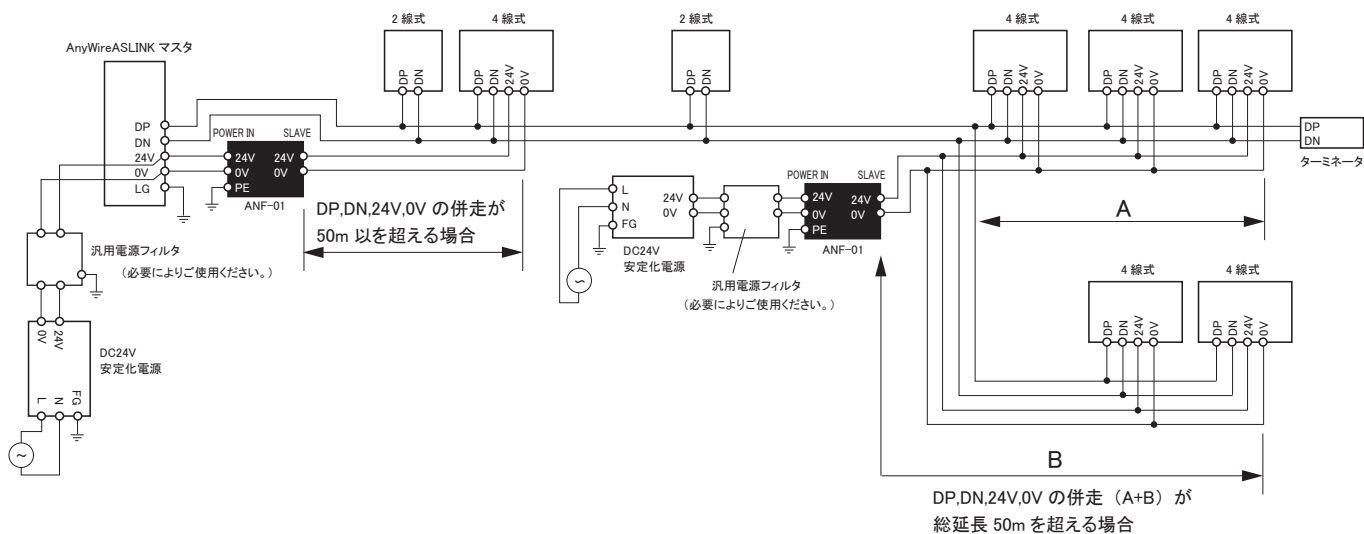 AnyWireASLINK マスタ
DP
DN
24V
0V
LG
POWER IN
SLAVE
24V
0V
PE
24V
0V
ANF-01
DP,DN,24V,0V の併走が
50m 以を超える場合
汎用電源フィルタ
（必要によりご使用ください。）
0V
24V
DC24V
安定化電源
L
N
FG
~
2 線式
DP
DN
4 線式
DP
DN
24V
0V
2 線式
DP
DN
4 線式
DP
DN
24V
0V
4 線式
DP
DN
24V
0V
4 線式
DP
DN
24V
0V
DP
DN
ターミネータ
L
N
FG
24V
0V
DC24V
安定化電源
~
汎用電源フィルタ
（必要によりご使用ください。）
POWER IN
SLAVE
24V
0V
PE
24V
0V
ANF-01
A
4 線式
DP
DN
24V
0V
4 線式
DP
DN
24V
0V
B
DP,DN,24V,0V の併走（A+B）が
総延長 50m を超える場合